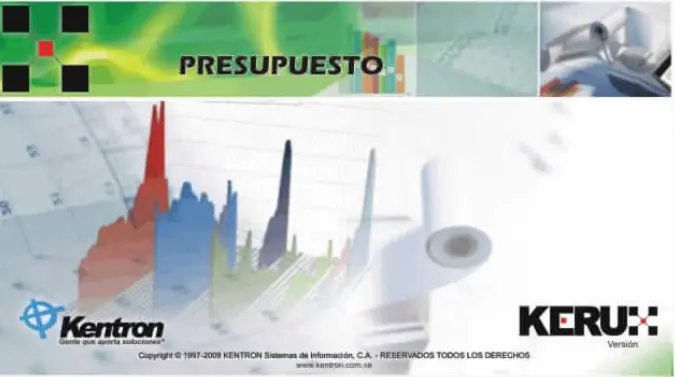 PRESUPUESTO
Kentron
Gente que aporta soluciones
KERUX
Versión
Copyright © 1997-2009 KENTRON Sistemas de Información, C.A. - RESERVADOS TODOS LOS DERECHOS
www.kentron.com.ve